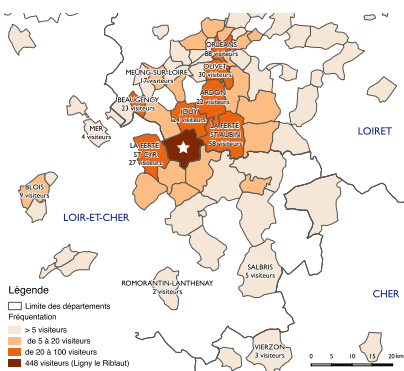 ORLEANS
88 visiteurs
OLIVET
30 visiteurs
MEUNG-SUR-LOIRE
17 visiteurs
ARDON
22 visiteurs
BEAUGENCY
23 visiteurs
JOUY
24 visiteurs
MER
4 visiteurs
LA FERTE
ST AUBIN
58 visiteurs
LOIRET
LA FERTE
ST CYR
27 visiteurs
BLOIS
9 visiteurs
LOIR-ET-CHER
SALBRIS
5 visiteurs
ROMORANTIN-LANTHENAY
2 visiteurs
CHER
Légende
Limite des départements
Fréquentation
> 5 visiteurs
de 5 à 20 visiteurs
de 20 à 100 visiteurs
448 visiteurs (Ligny le Riblaut)
VIERZON
3 visiteurs
0 5 10 15 20 km